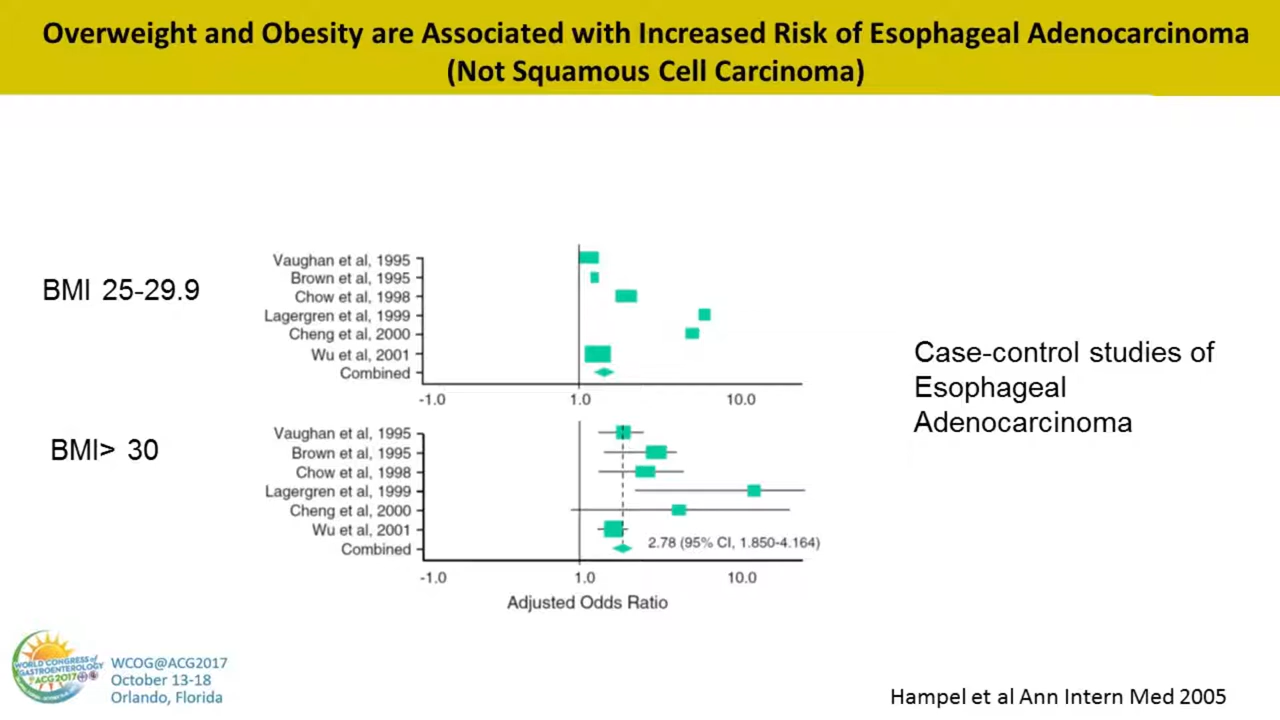 Overweight and Obesity are Associated with Increased Risk of Esophageal Adenocarcinoma
(Not Squamous Cell Carcinoma)
BMI 25-29.9
Vaughan et al, 1995
Brown et al, 1995
Chow et al, 1998
Lagergren et al, 1999
Cheng et al, 2000
Wu et al, 2001
Combined
-1.0 1.0 10.0
BMI> 30
Vaughan et al, 1995
Brown et al, 1995
Chow et al, 1998
Lagergren et al, 1999
Cheng et al, 2000
Wu et al, 2001
Combined
2.78 (95% CI, 1.850-4.164)
-1.0 1.0 10.0
Adjusted Odds Ratio
Case-control studies of
Esophageal
Adenocarcinoma
WORLD CONGRESS of
GASTROENTEROLOGY
ACG2017
WCOG@ACG2017
October 13-18
Orlando, Florida
Hampel et al Ann Intern Med 2005